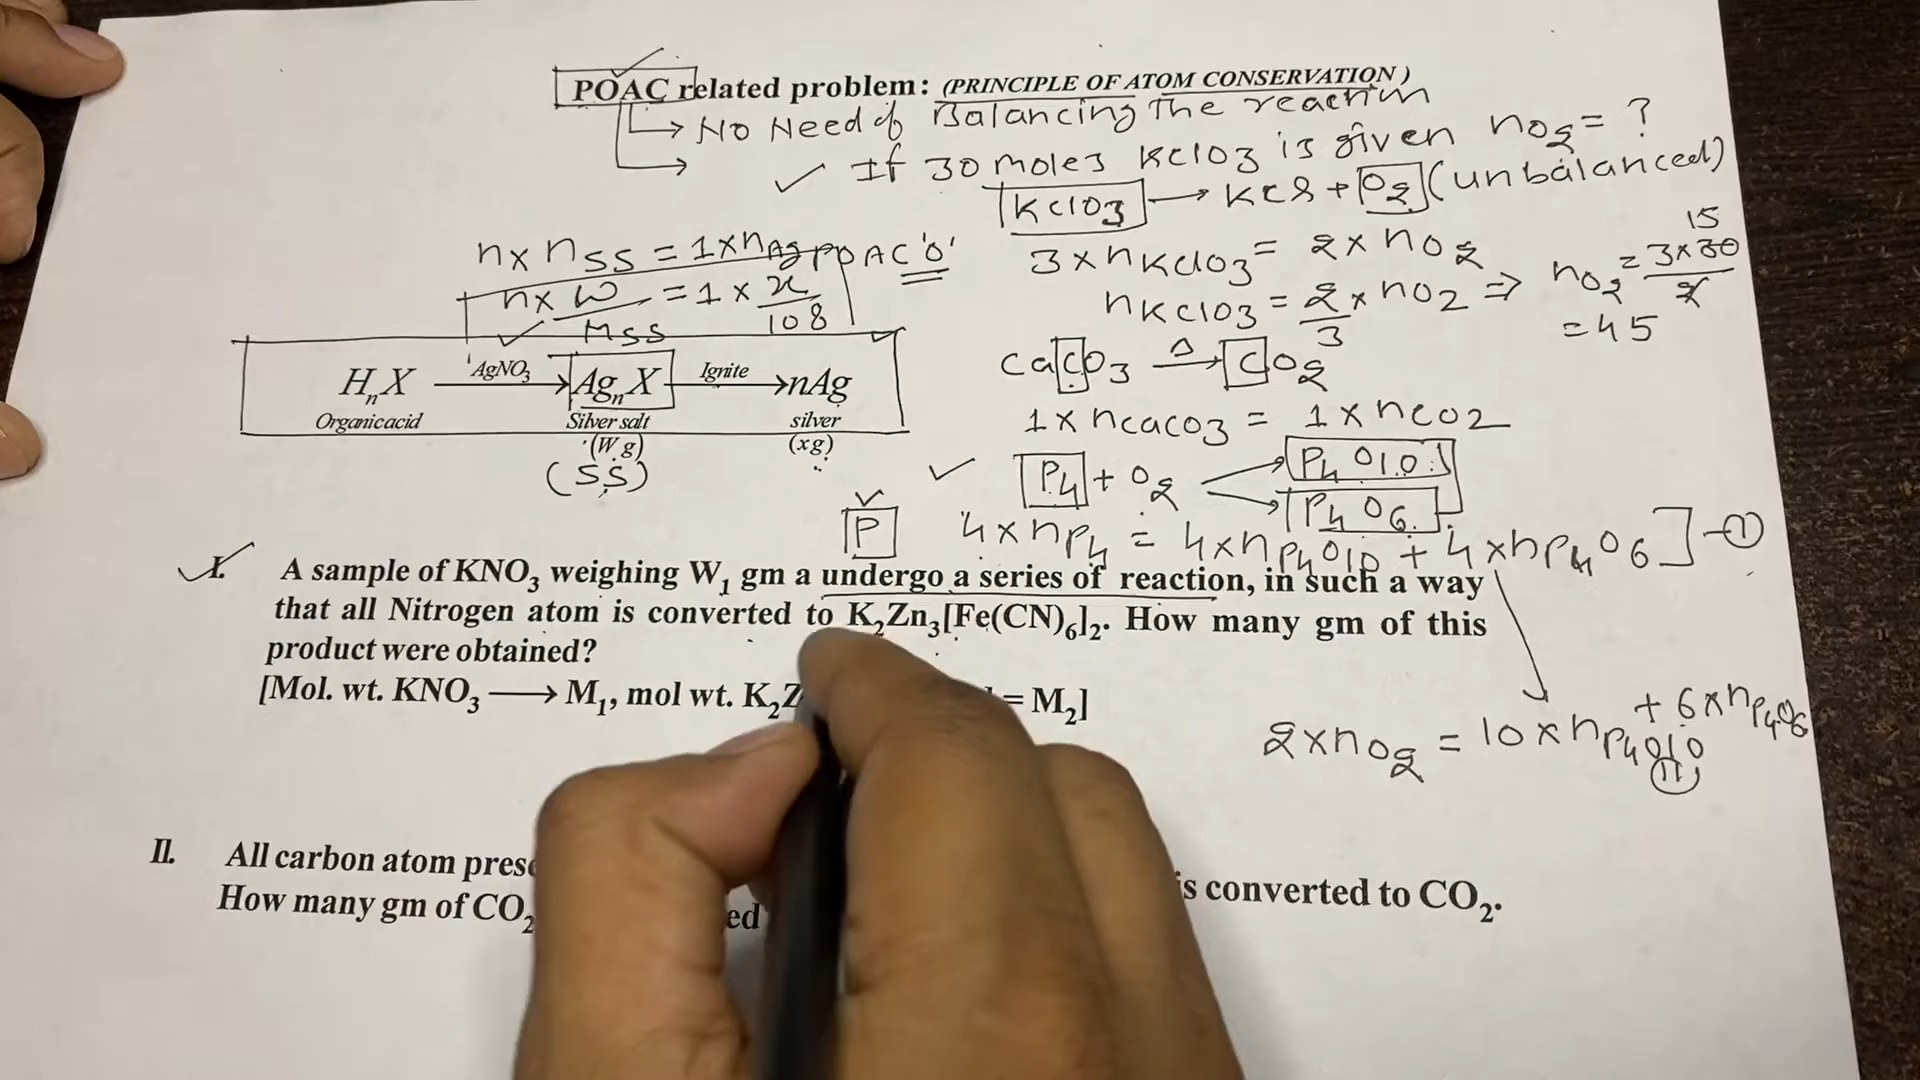 POAC related problem: (PRINCIPLE OF ATOM CONSERVATION)
→ No Need of Balancing The reaction
→ ✓ If 30 moles KClO3 is given nO2 = ?
KClO3 → KCl + O2 (unbalanced)
POAC 'O'
3 × nKClO3 = 2 × nO2
nKClO3 = 2/3 × nO2 ⇒ nO2 = 3×30/2
15
= 45
n × nSS = 1 × nAg
n × W/MSS = 1 × x/108
HnX —AgNO3→ AgnX —Ignite→ nAg
Organic acid Silver salt silver
(W g) (xg)
(SS)
CaCO3 —Δ→ CO2
1 × nCaCO3 = 1 × nCO2
✓ P4 + O2 → P4O10
→ P4O6
P 4 × nP4 = 4 × nP4O10 + 4 × nP4O6 ] – ①
I. A sample of KNO3 weighing W1 gm a undergo a series of reaction, in such a way
that all Nitrogen atom is converted to K2Zn3[Fe(CN)6]2. How many gm of this
product were obtained?
[Mol. wt. KNO3 ⟶ M1, mol wt. K2Z = M2]
2 × nO2 = 10 × nP4O10 + 6 × nP4O6
(11)
II. All carbon atom is converted to CO2.
How many gm of CO2